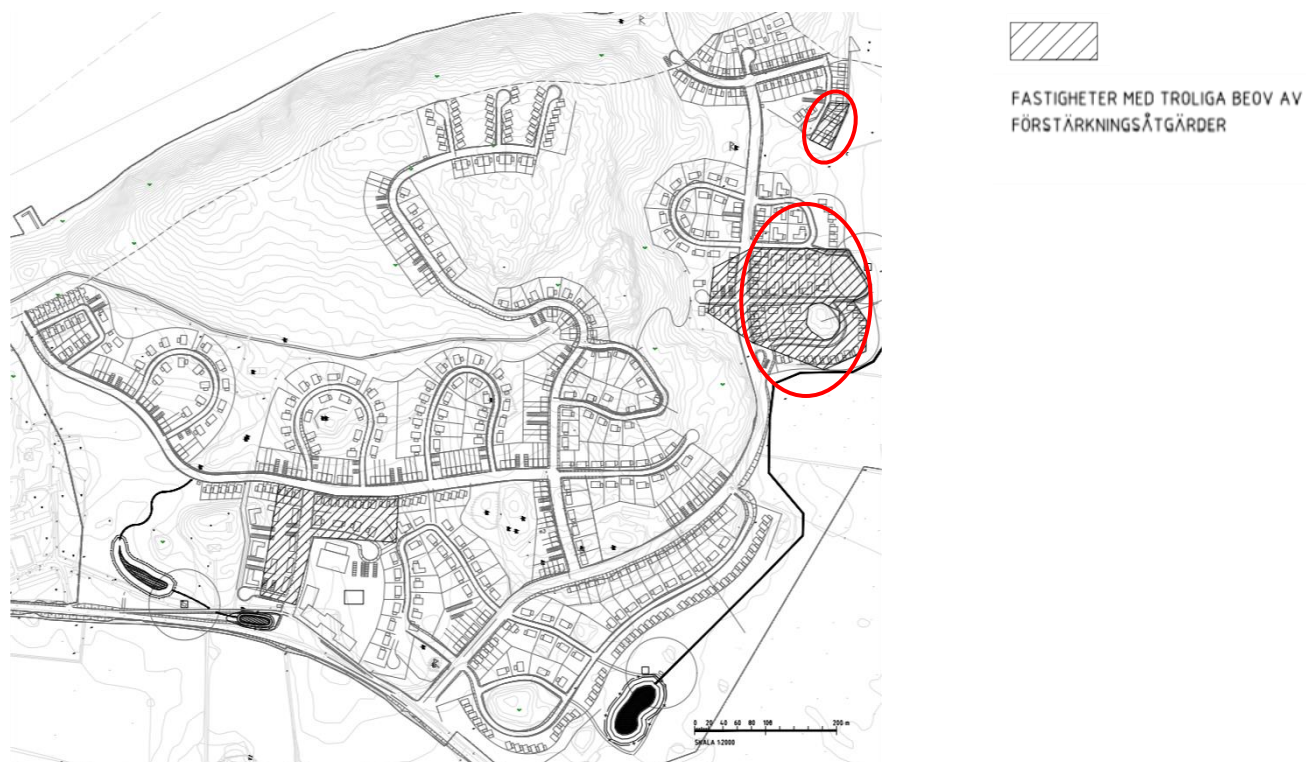 FASTIGHETER MED TROLIGA BEOV AV
FÖRSTÄRKNINGSÅTGÄRDER
0 20 40 60 80 100 200 m
SKALA 1:2000